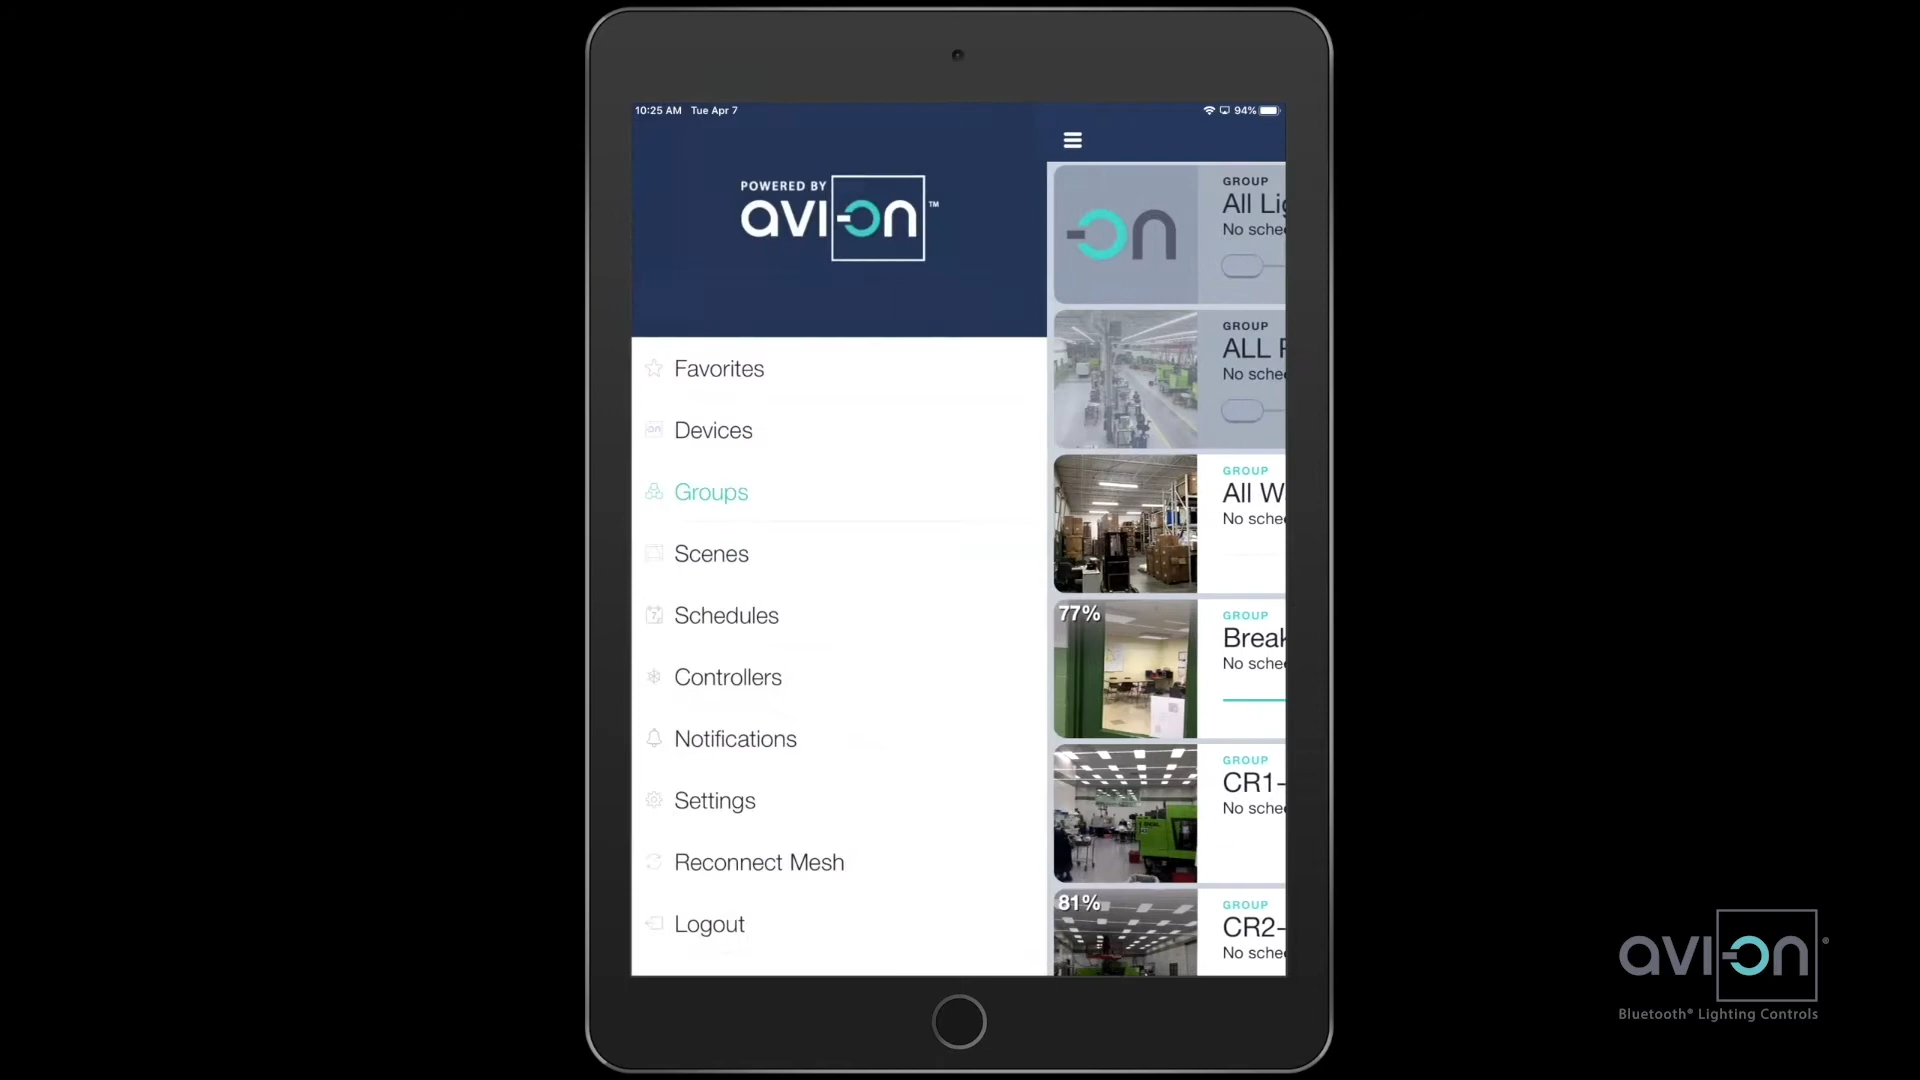 10:25 AM Tue Apr 7
94%
POWERED BY
avi-on™
Favorites
Devices
Groups
Scenes
Schedules
Controllers
Notifications
Settings
Reconnect Mesh
Logout
-on
GROUP
All Lig
No sche
GROUP
ALL F
No sche
GROUP
All W
No sche
77%
GROUP
Break
No sche
GROUP
CR1-
No sche
81%
GROUP
CR2-
No sche
avi-on®
Bluetooth® Lighting Controls